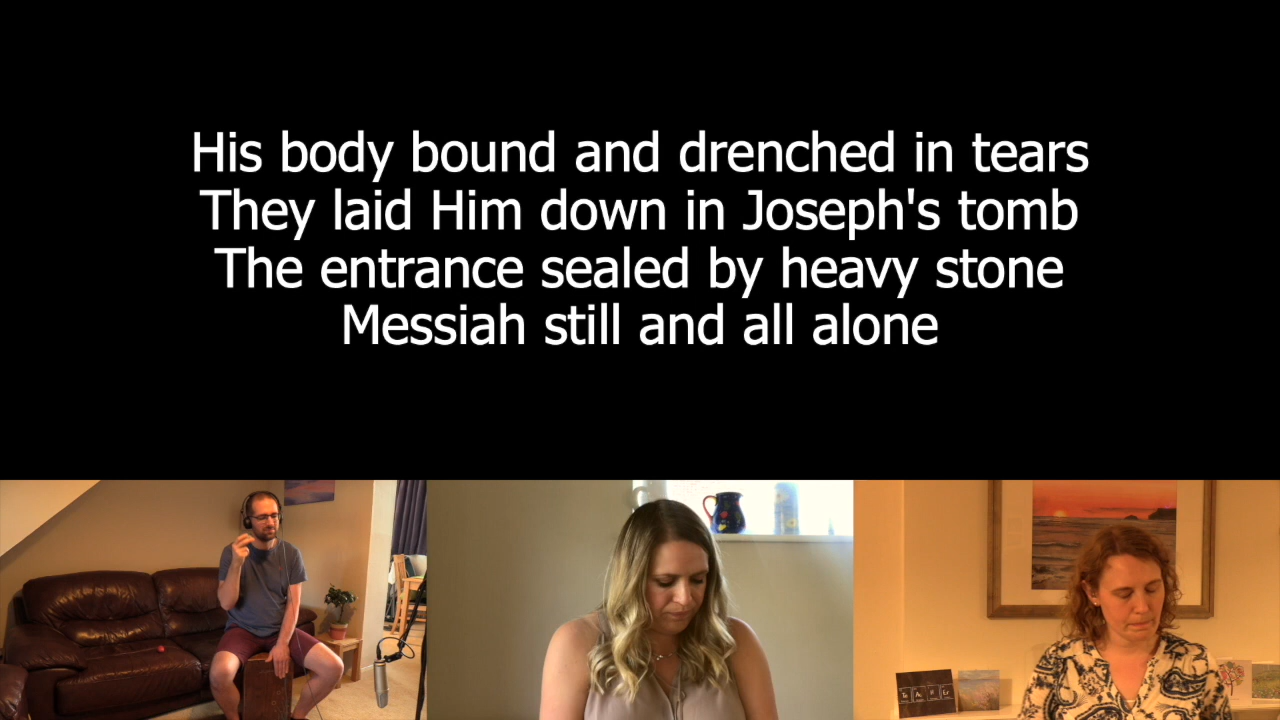 His body bound and drenched in tears
They laid Him down in Joseph's tomb
The entrance sealed by heavy stone
Messiah still and all alone